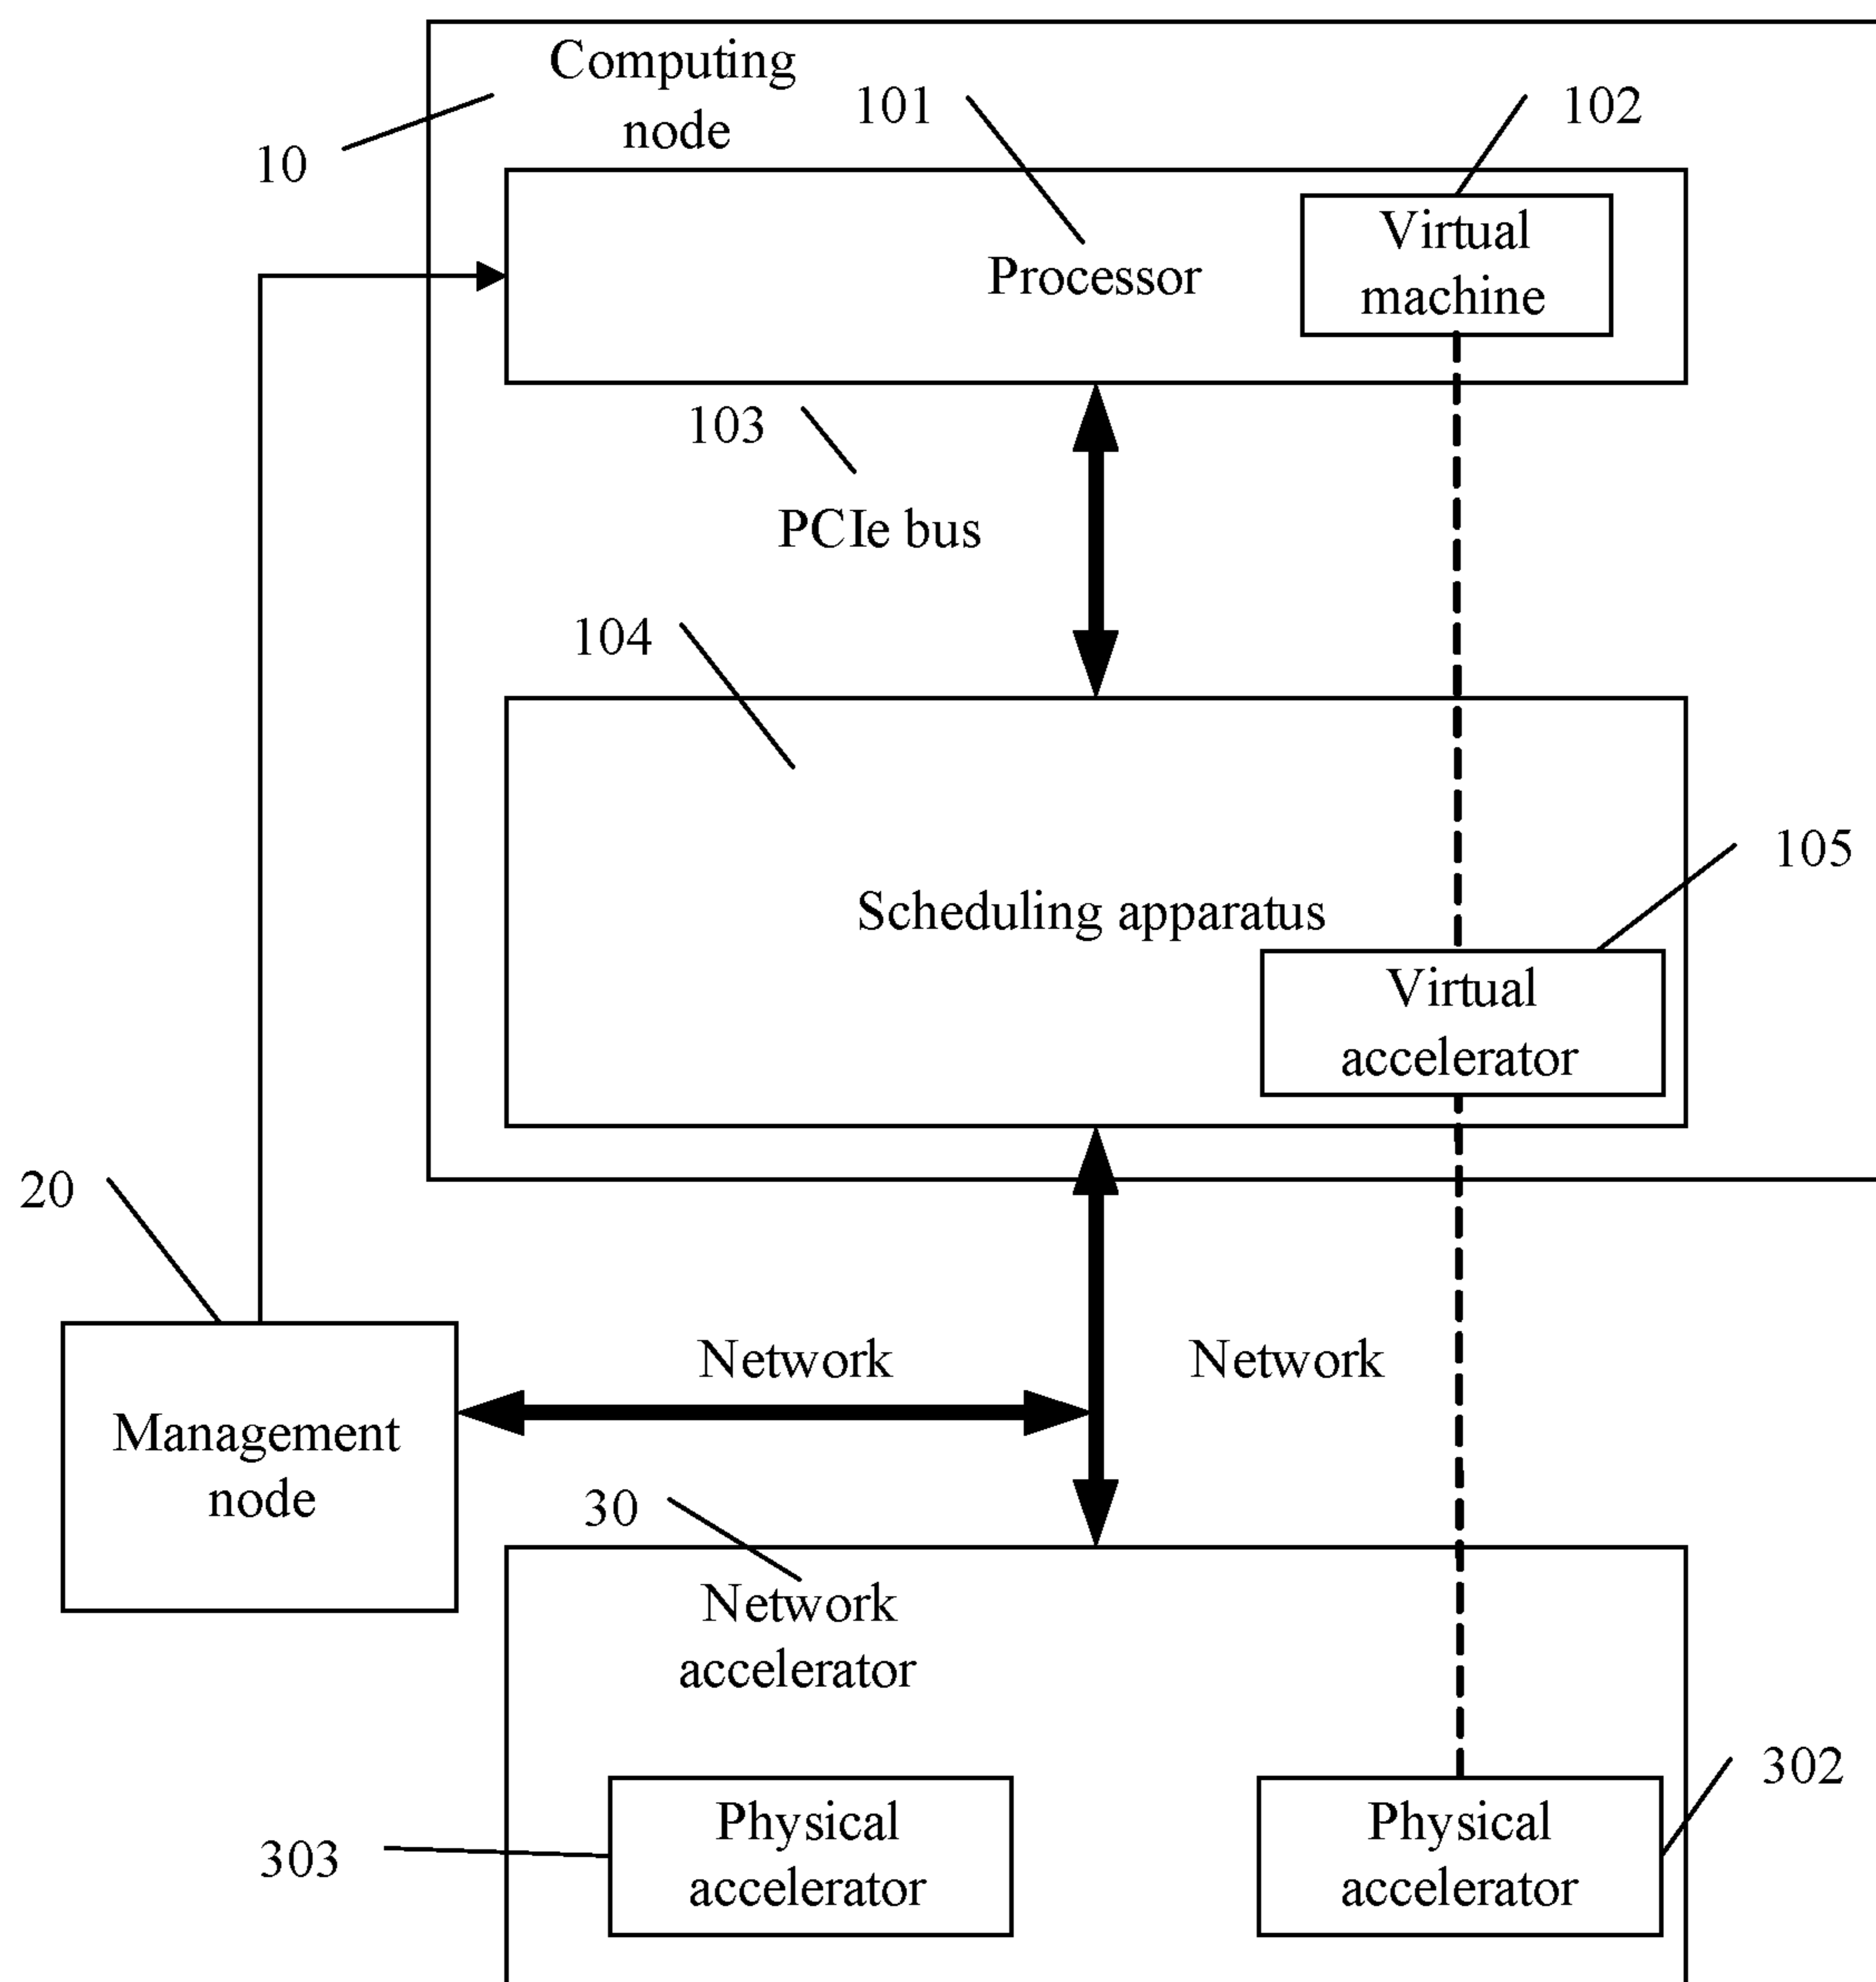 Computing
node
101
102
10
Virtual
machine
Processor
103
PCIe bus
104
105
Scheduling apparatus
Virtual
accelerator
20
Network
Network
Management
node
30
Network
accelerator
302
Physical
accelerator
Physical
accelerator
303